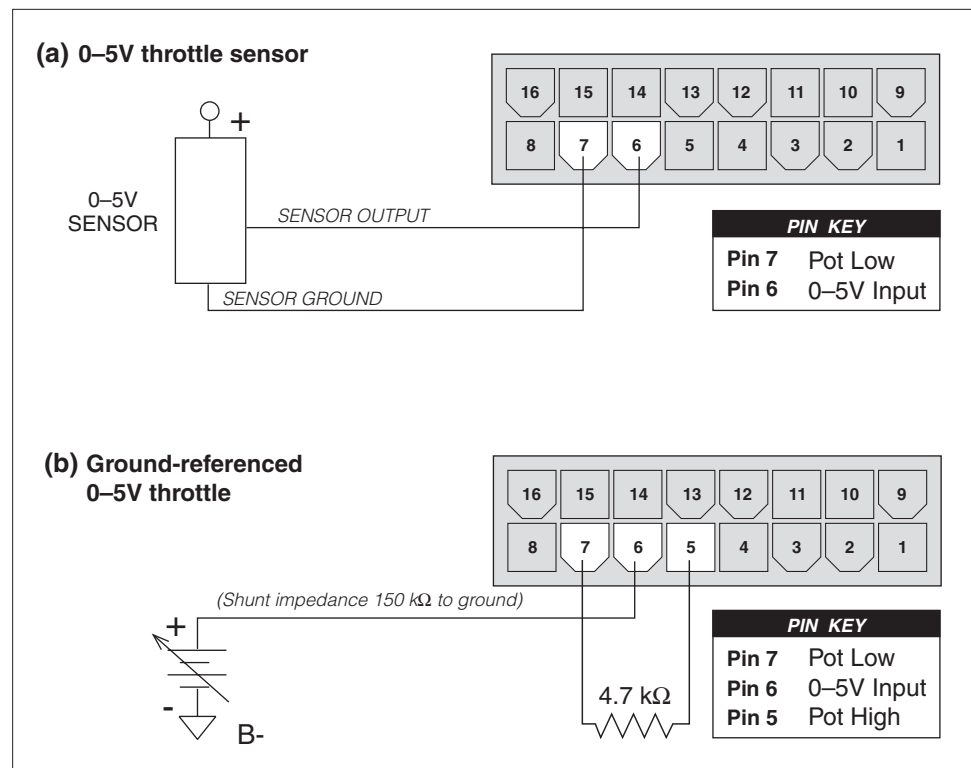 (a) 0–5V throttle sensor
16 15 14 13 12 11 10 9
8 7 6 5 4 3 2 1
+
0–5V
SENSOR
SENSOR OUTPUT
SENSOR GROUND
PIN KEY
Pin 7 Pot Low
Pin 6 0–5V Input
(b) Ground-referenced
0–5V throttle
16 15 14 13 12 11 10 9
8 7 6 5 4 3 2 1
(Shunt impedance 150 kΩ to ground)
+
-
B-
4.7 kΩ
PIN KEY
Pin 7 Pot Low
Pin 6 0–5V Input
Pin 5 Pot High